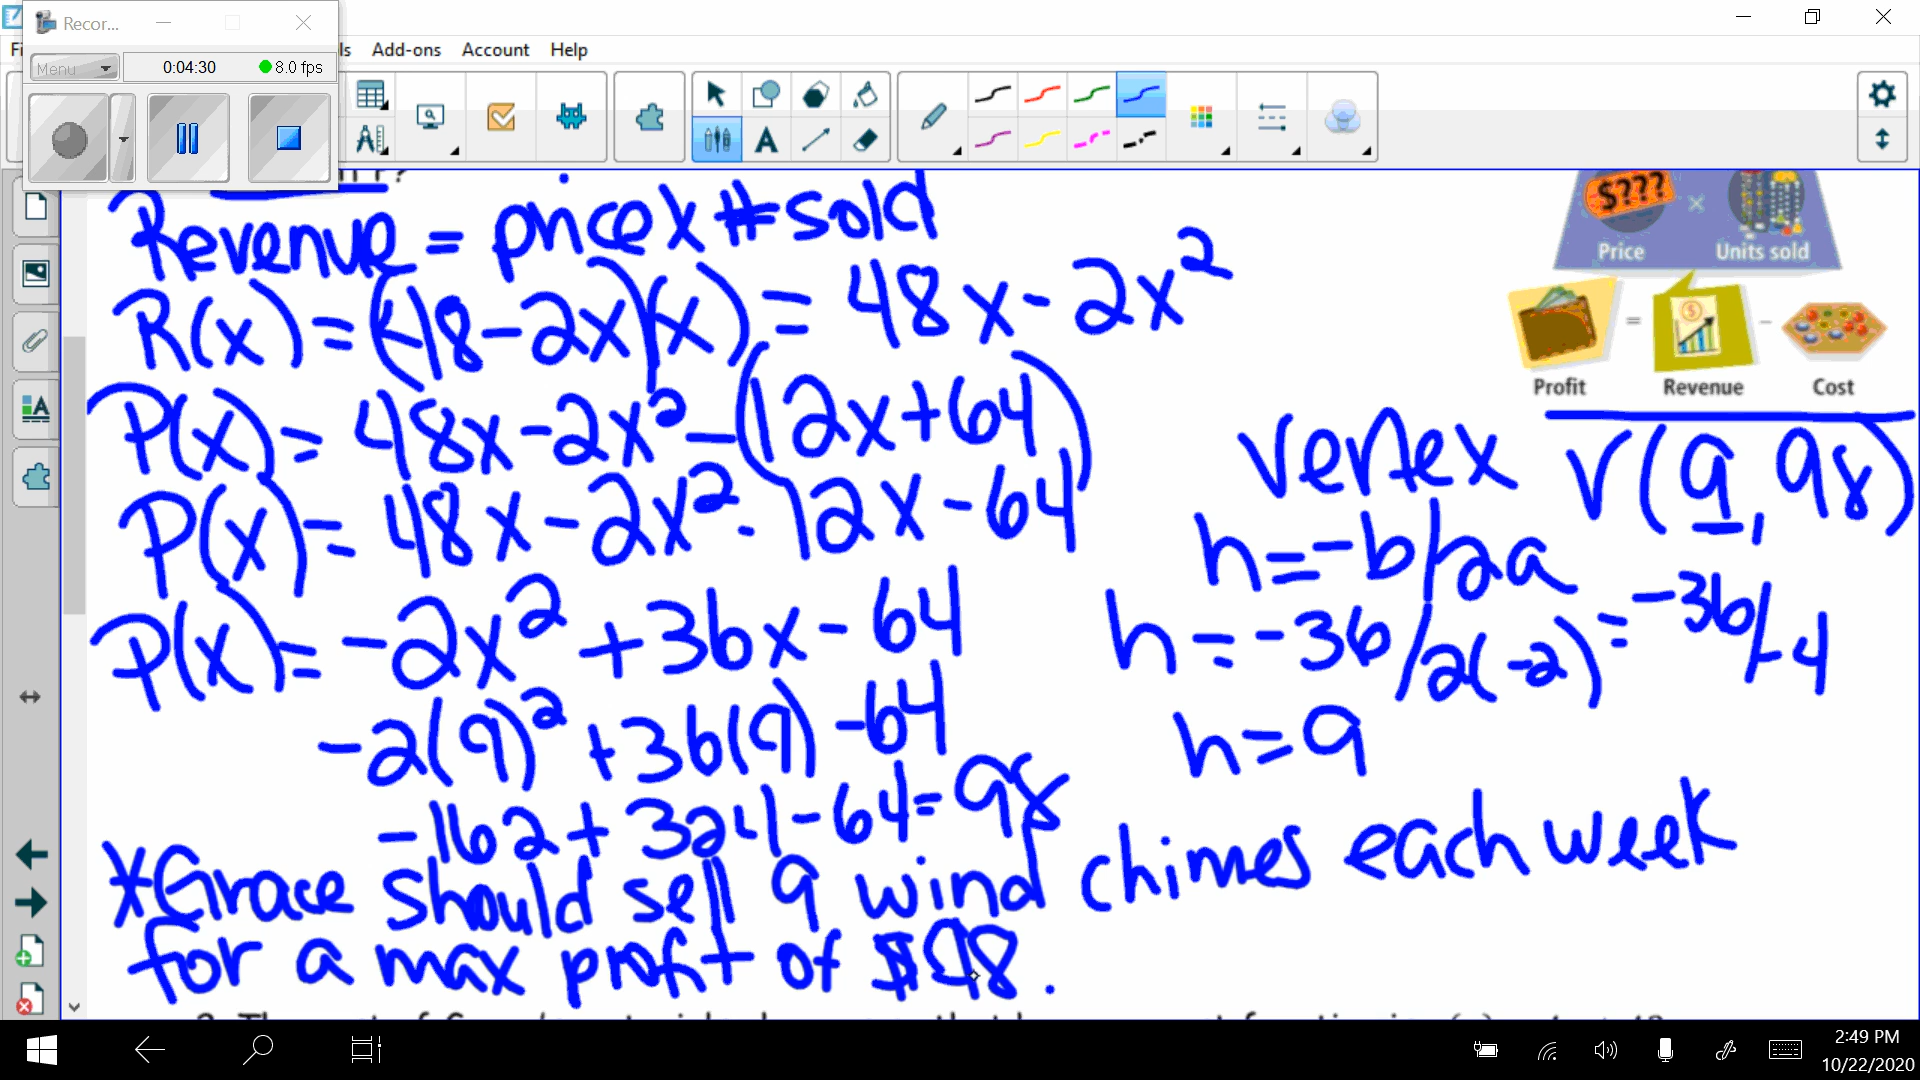 Recor...
Menu 0:04:30 8.0 fps
Fi ls Add-ons Account Help
$???
×
Price Units sold
= −
Profit Revenue Cost
Revenue = price x # sold
R(x) = (48-2x)(x) = 48x - 2x²
P(x) = 48x - 2x² - (12x + 64)
P(x) = 48x - 2x² - 12x - 64
P(x) = -2x² + 36x - 64
-2(9)² + 36(9) - 64
-162 + 324 - 64 = 98
vertex V(9, 98)
h = -b/2a
h = -36/2(-2) = -36/-4
h = 9
*Grace should sell 9 wind chimes each week
for a max profit of $98.
2:49 PM
10/22/2020